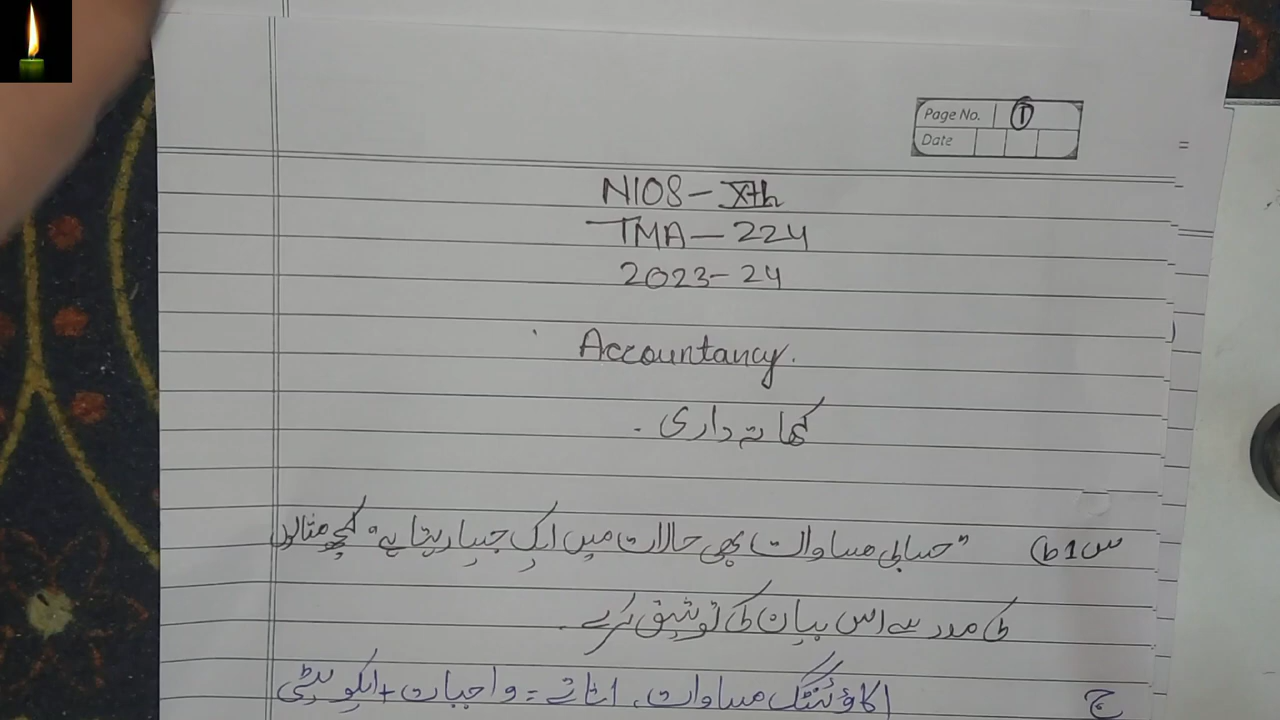 Page No. 1
Date
NIOS - Xth
TMA - 224
2023-24
Accountancy.
کھاتہ داری .
س 1 b) "حسابی مساوات بھی حالات میں ایک جیسا رہتا ہے" کچھ مثالوں
کی مدد سے اس بیان کی توثیق کرے .
ج اکاؤنٹنگ مساوات . اثاثے = واجبات + ایکویٹی